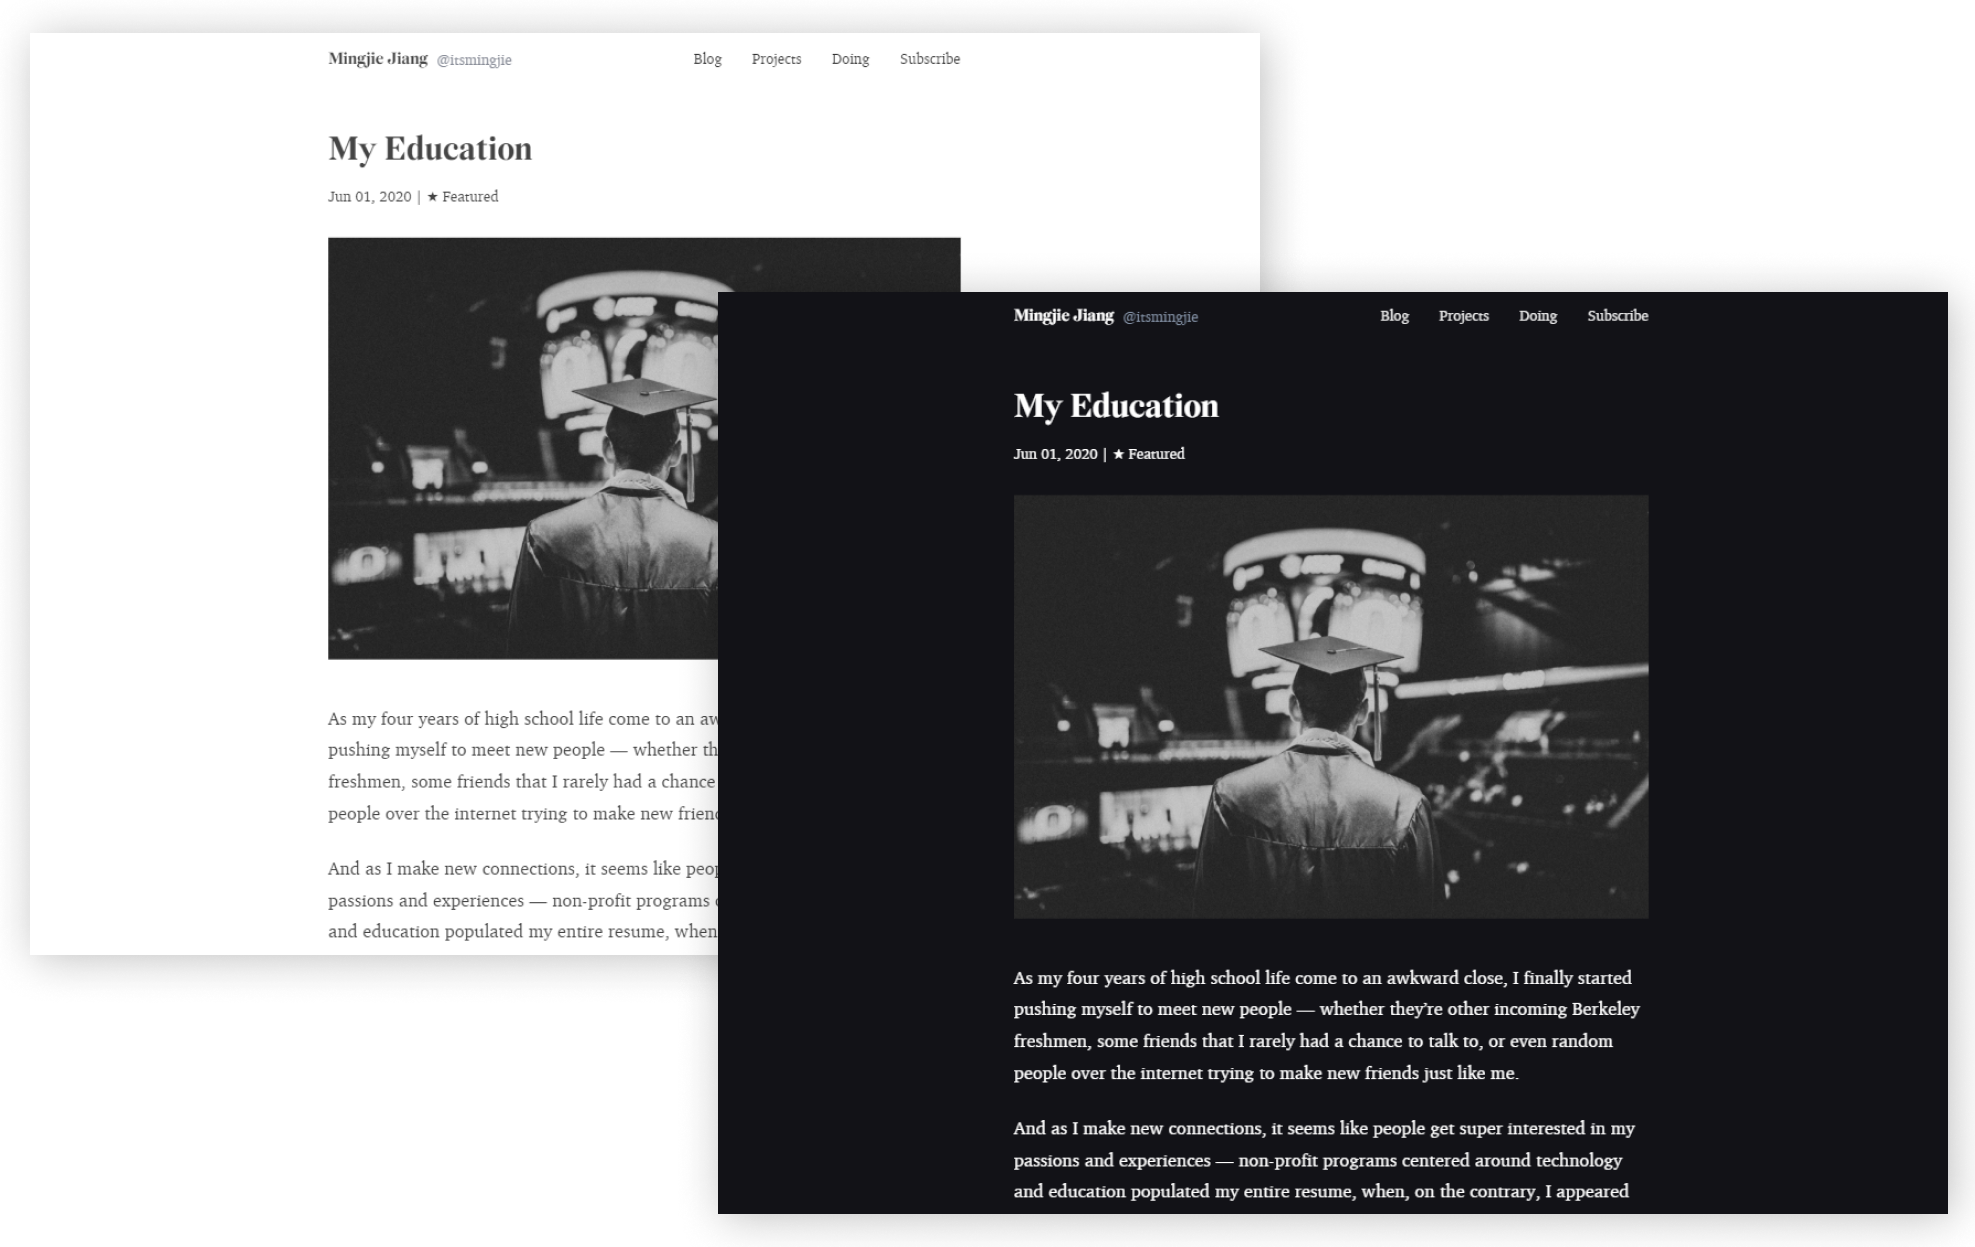 Mingjie Jiang @itsmingjie Blog Projects Doing Subscribe
My Education
Jun 01, 2020 | ★ Featured
As my four years of high school life come to an aw
pushing myself to meet new people — whether th
freshmen, some friends that I rarely had a chance
people over the internet trying to make new frien
And as I make new connections, it seems like peop
passions and experiences — non-profit programs
and education populated my entire resume, when
Mingjie Jiang @itsmingjie Blog Projects Doing Subscribe
My Education
Jun 01, 2020 | ★ Featured
As my four years of high school life come to an awkward close, I finally started
pushing myself to meet new people — whether they’re other incoming Berkeley
freshmen, some friends that I rarely had a chance to talk to, or even random
people over the internet trying to make new friends just like me.
And as I make new connections, it seems like people get super interested in my
passions and experiences — non-profit programs centered around technology
and education populated my entire resume, when, on the contrary, I appeared